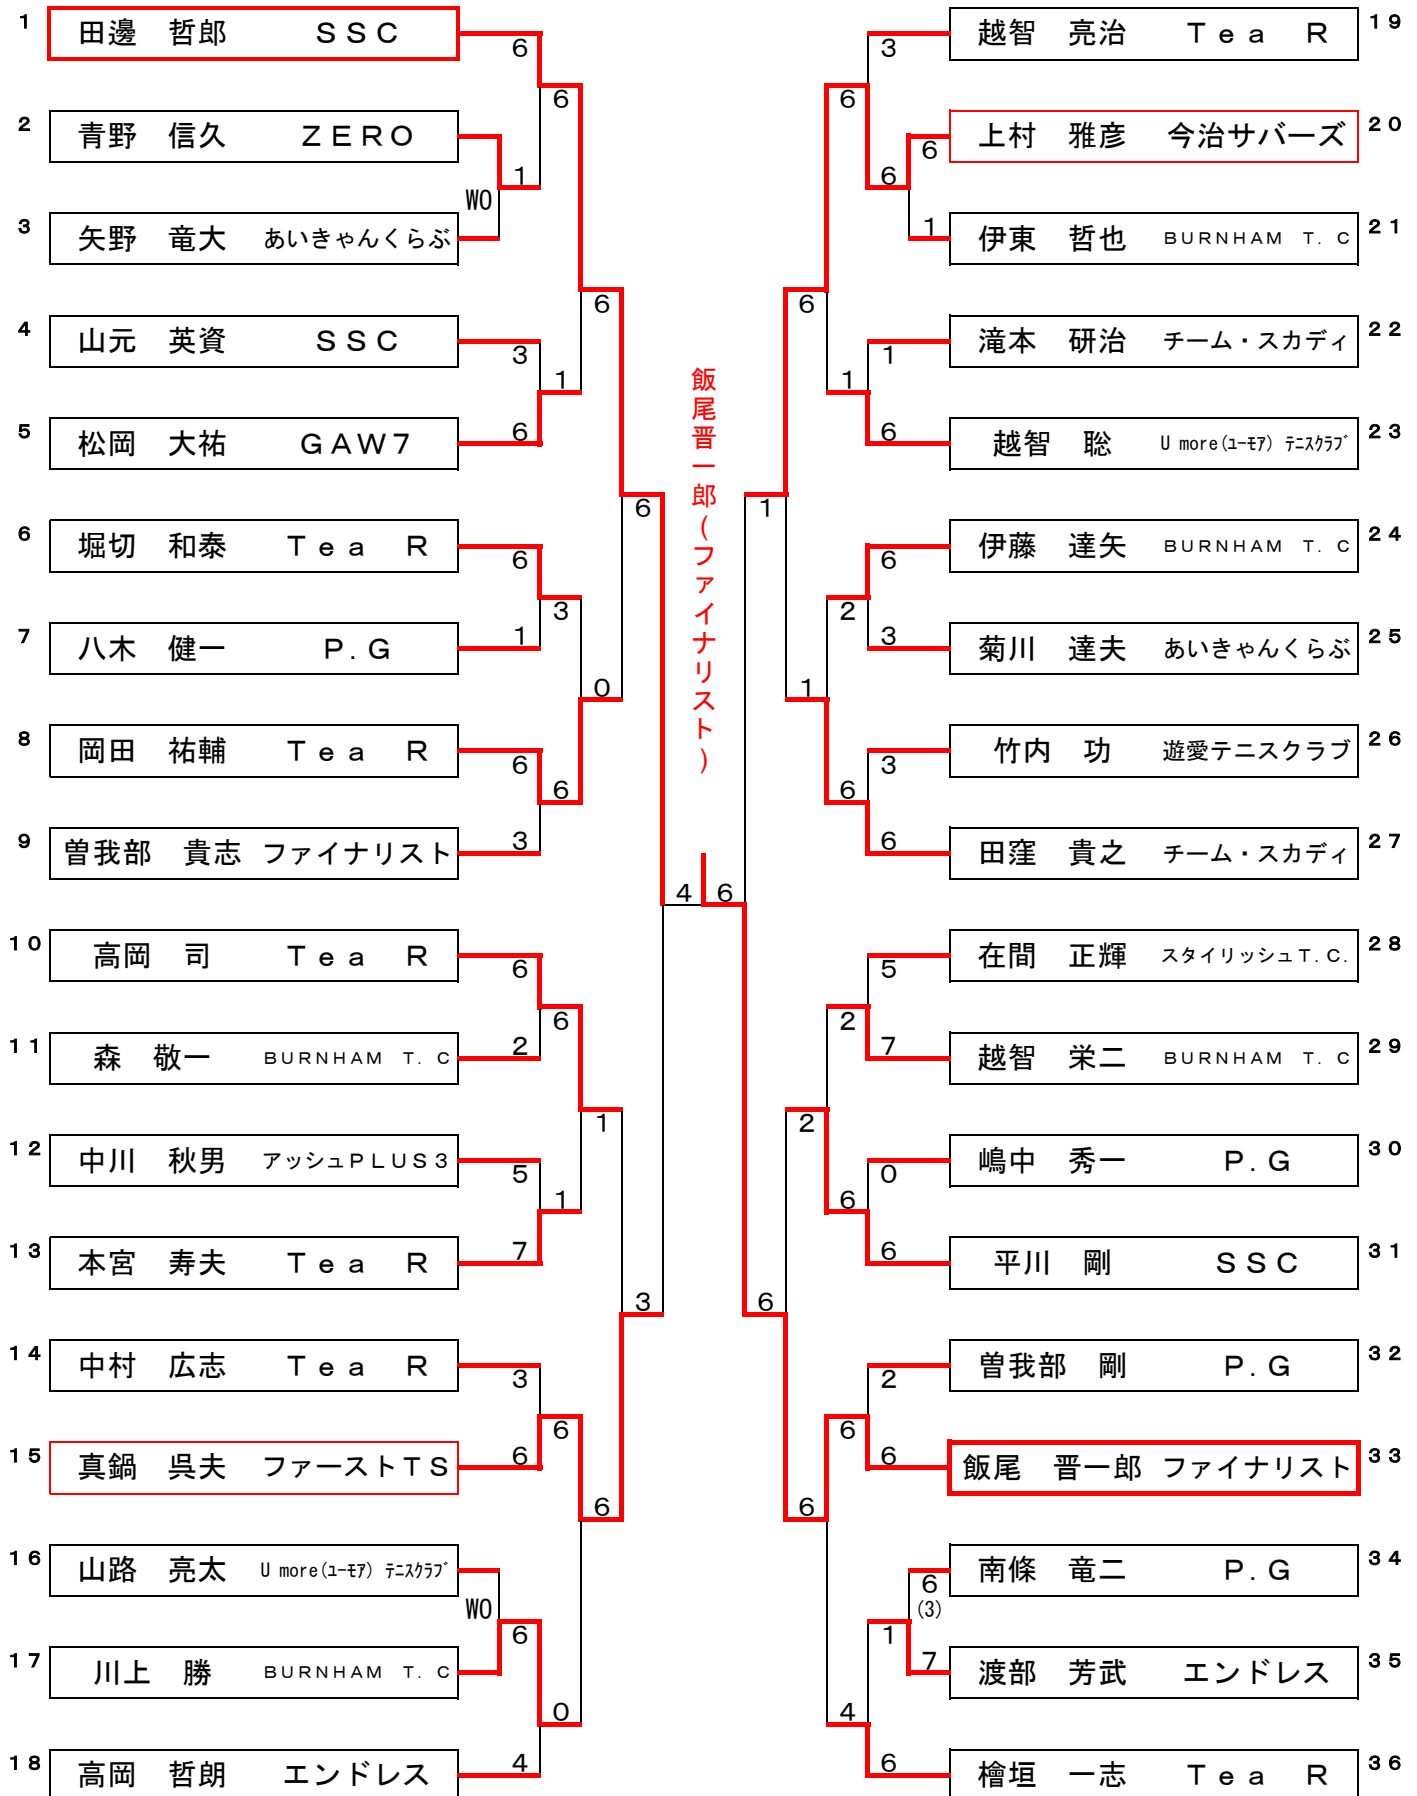 1 田邊 哲郎 SSC
6
6
2 青野 信久 ZERO
1
WO
3 矢野 竜大 あいきゃんくらぶ
6
4 山元 英資 SSC
3
1
5 松岡 大祐 GAW7
6
6
6 堀切 和泰 Tea R
6
3
7 八木 健一 P.G
1
0
8 岡田 祐輔 Tea R
6
6
9 曽我部 貴志 ファイナリスト
3
4
10 高岡 司 Tea R
6
6
11 森 敬一 BURNHAM T. C
2
1
12 中川 秋男 アッシュPLUS3
5
1
13 本宮 寿夫 Tea R
7
3
14 中村 広志 Tea R
3
6
15 真鍋 呉夫 ファーストTS
6
6
16 山路 亮太 U more(ユーモア) テニスクラブ
WO
6
17 川上 勝 BURNHAM T. C
0
18 高岡 哲朗 エンドレス
4
飯尾晋一郎(ファイナリスト)
越智 亮治 Tea R 19
3
6
上村 雅彦 今治サバーズ 20
6
6
伊東 哲也 BURNHAM T. C 21
1
6
滝本 研治 チーム・スカディ 22
1
1
越智 聡 U more(ユーモア) テニスクラブ 23
6
1
伊藤 達矢 BURNHAM T. C 24
6
2
菊川 達夫 あいきゃんくらぶ 25
3
1
竹内 功 遊愛テニスクラブ 26
3
6
田窪 貴之 チーム・スカディ 27
6
6
在間 正輝 スタイリッシュT.C. 28
5
2
越智 栄二 BURNHAM T. C 29
7
2
嶋中 秀一 P.G 30
0
6
平川 剛 SSC 31
6
6
曽我部 剛 P.G 32
2
6
飯尾 晋一郎 ファイナリスト 33
6
6
南條 竜二 P.G 34
6
(3)
1
渡部 芳武 エンドレス 35
7
4
檜垣 一志 Tea R 36
6